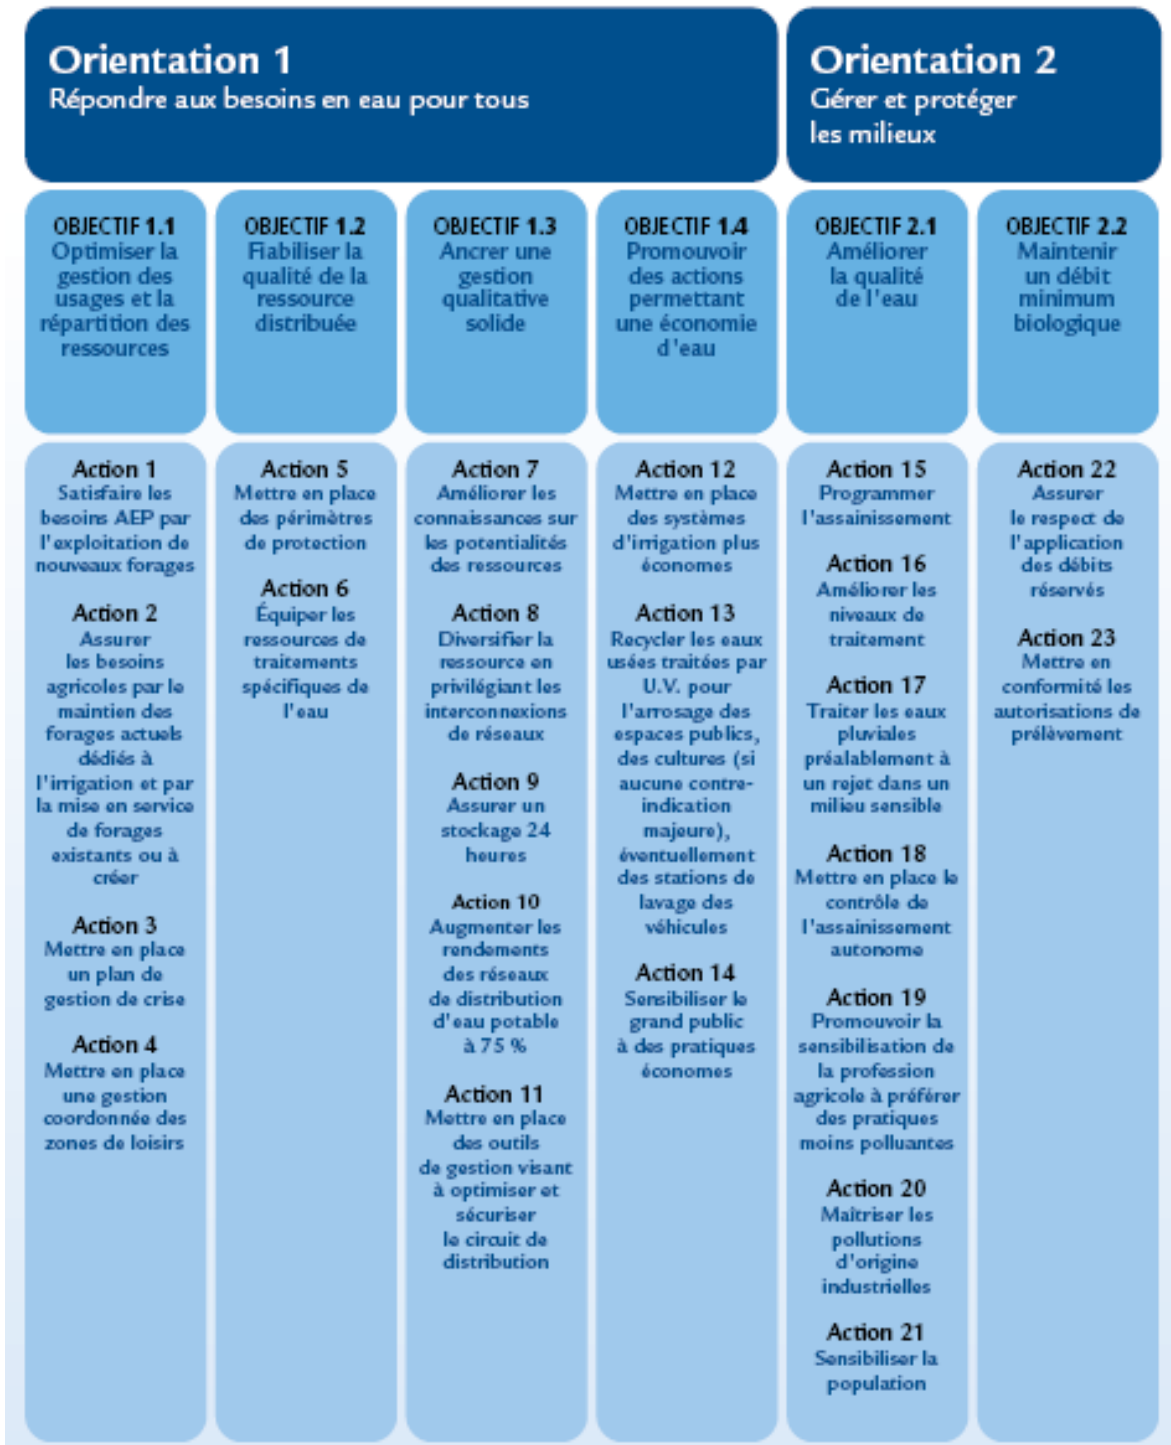 Orientation 1
Répondre aux besoins en eau pour tous
Orientation 2
Gérer et protéger
les milieux
OBJECTIF 1.1
Optimiser la
gestion des
usages et la
répartition des
ressources
OBJECTIF 1.2
Fiabiliser la
qualité de la
ressource
distribuée
OBJECTIF 1.3
Ancrer une
gestion
qualitative
solide
OBJECTIF 1.4
Promouvoir
des actions
permettant
une économie
d'eau
OBJECTIF 2.1
Améliorer
la qualité
de l'eau
OBJECTIF 2.2
Maintenir
un débit
minimum
biologique
Action 1
Satisfaire les
besoins AEP par
l'exploitation de
nouveaux forages
Action 2
Assurer
les besoins
agricoles par le
maintien des
forages actuels
dédiés à
l'irrigation et par
la mise en service
de forages
existants ou à
créer
Action 3
Mettre en place
un plan de
gestion de crise
Action 4
Mettre en place
une gestion
coordonnée des
zones de loisirs
Action 5
Mettre en place
des périmètres
de protection
Action 6
Équiper les
ressources de
traitements
spécifiques de
l'eau
Action 7
Améliorer les
connaissances sur
les potentialités
des ressources
Action 8
Diversifier la
ressource en
privilégiant les
interconnexions
de réseaux
Action 9
Assurer un
stockage 24
heures
Action 10
Augmenter les
rendements
des réseaux
de distribution
d'eau potable
à 75 %
Action 11
Mettre en place
des outils
de gestion visant
à optimiser et
sécuriser
le circuit de
distribution
Action 12
Mettre en place
des systèmes
d'irrigation plus
économes
Action 13
Recycler les eaux
usées traitées par
U.V. pour
l'arrosage des
espaces publics,
des cultures (si
aucune contre-
indication
majeure),
éventuellement
des stations de
lavage des
véhicules
Action 14
Sensibiliser le
grand public
à des pratiques
économes
Action 15
Programmer
l'assainissement
Action 16
Améliorer les
niveaux de
traitement
Action 17
Traiter les eaux
pluviales
préalablement à
un rejet dans un
milieu sensible
Action 18
Mettre en place le
contrôle de
l'assainissement
autonome
Action 19
Promouvoir la
sensibilisation de
la profession
agricole à préférer
des pratiques
moins polluantes
Action 20
Maîtriser les
pollutions
d'origine
industrielles
Action 21
Sensibiliser la
population
Action 22
Assurer
le respect de
l'application
des débits
réservés
Action 23
Mettre en
conformité les
autorisations de
prélèvement